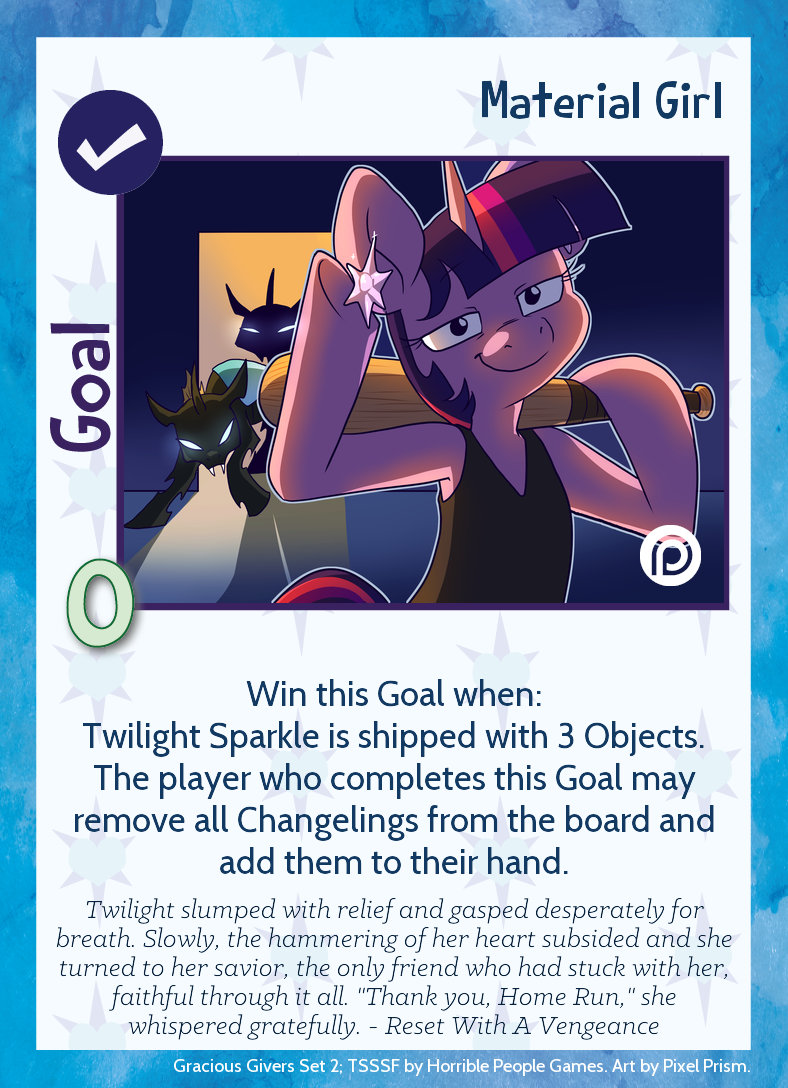 Material Girl
Goal
0
Win this Goal when:
Twilight Sparkle is shipped with 3 Objects.
The player who completes this Goal may
remove all Changelings from the board and
add them to their hand.
Twilight slumped with relief and gasped desperately for
breath. Slowly, the hammering of her heart subsided and she
turned to her savior, the only friend who had stuck with her,
faithful through it all. "Thank you, Home Run," she
whispered gratefully. - Reset With A Vengeance
Gracious Givers Set 2; TSSSF by Horrible People Games. Art by Pixel Prism.